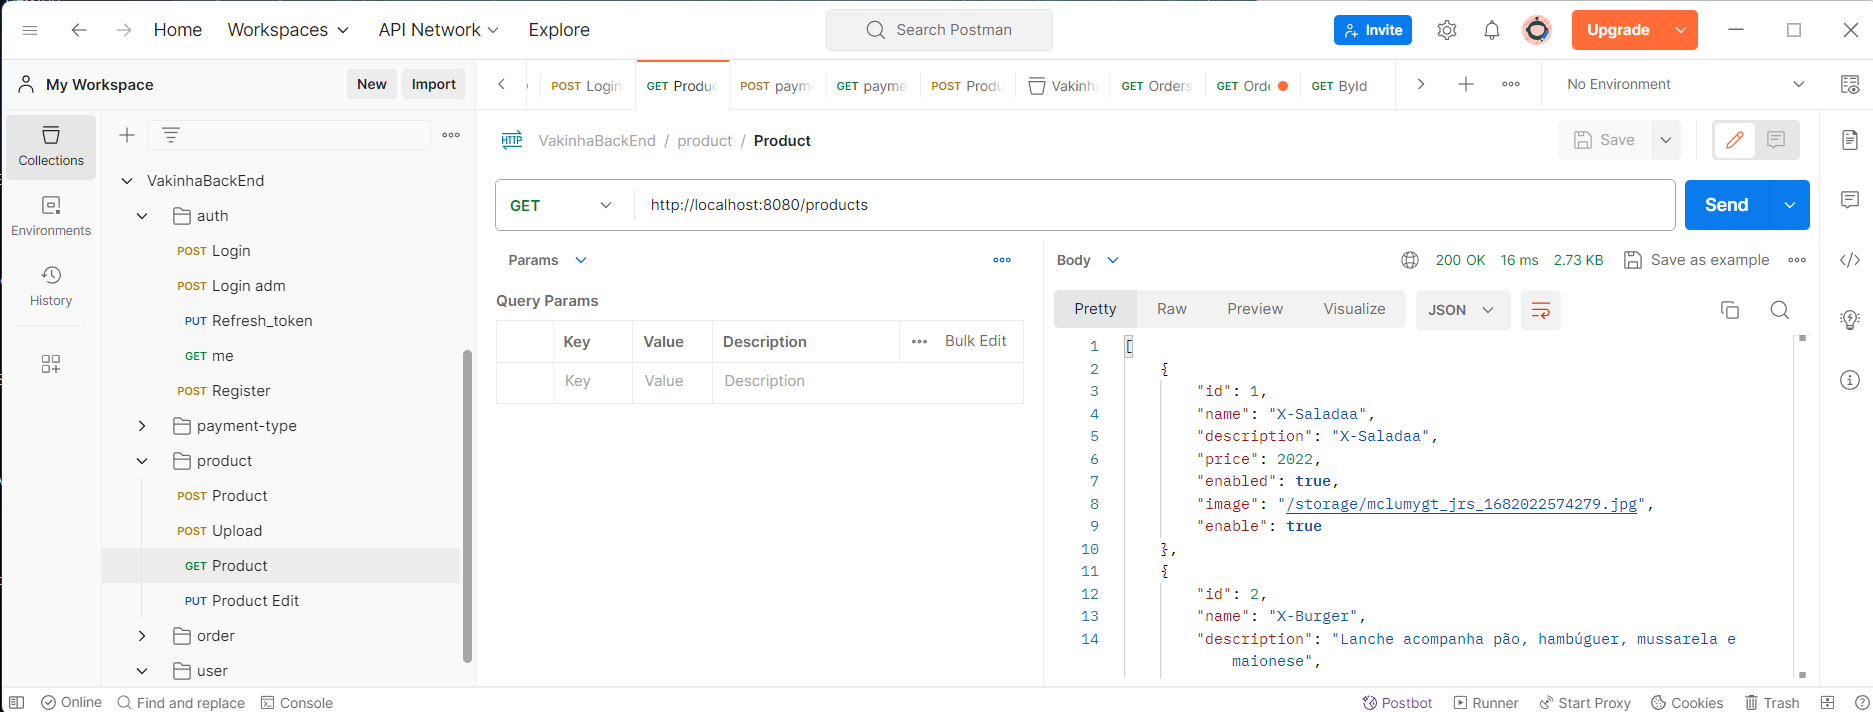 Home Workspaces API Network Explore Search Postman Invite Upgrade
My Workspace New Import
POST Login GET Produc POST paym GET payme POST Produ Vakinha GET Orders GET Orde GET ById No Environment
Collections
Environments
History
VakinhaBackEnd
auth
POST Login
POST Login adm
PUT Refresh_token
GET me
POST Register
payment-type
product
POST Product
POST Upload
GET Product
PUT Product Edit
order
user
HTTP VakinhaBackEnd / product / Product Save
GET http://localhost:8080/products Send
Params
Query Params
Key Value Description Bulk Edit
Key Value Description
Body 200 OK 16 ms 2.73 KB Save as example
Pretty Raw Preview Visualize JSON
1 [
2 {
3 "id": 1,
4 "name": "X-Saladaa",
5 "description": "X-Saladaa",
6 "price": 2022,
7 "enabled": true,
8 "image": "/storage/mclumygt_jrs_1682022574279.jpg",
9 "enable": true
10 },
11 {
12 "id": 2,
13 "name": "X-Burger",
14 "description": "Lanche acompanha pão, hambúguer, mussarela e
maionese",
Online Find and replace Console Postbot Runner Start Proxy Cookies Trash